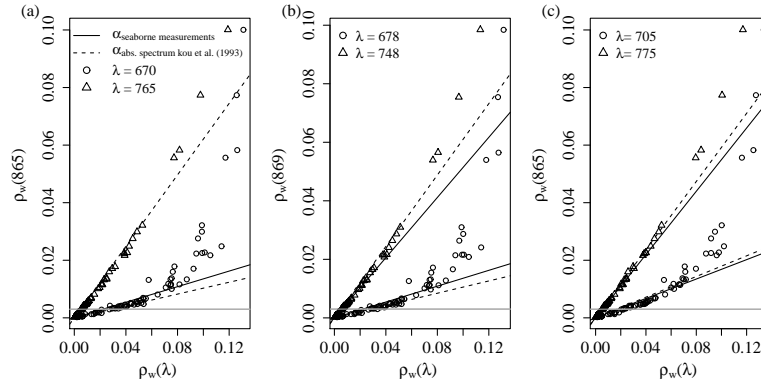 (a)
α seaborne measurements
α abs. spectrum kou et al. (1993)
λ = 670
λ = 765
0.10
0.08
0.06
0.04
0.02
0.00
ρw(865)
0.00 0.04 0.08 0.12
ρw(λ)
(b)
λ = 678
λ = 748
0.10
0.08
0.06
0.04
0.02
0.00
ρw(869)
0.00 0.04 0.08 0.12
ρw(λ)
(c)
λ = 705
λ = 775
0.10
0.08
0.06
0.04
0.02
0.00
ρw(865)
0.00 0.04 0.08 0.12
ρw(λ)